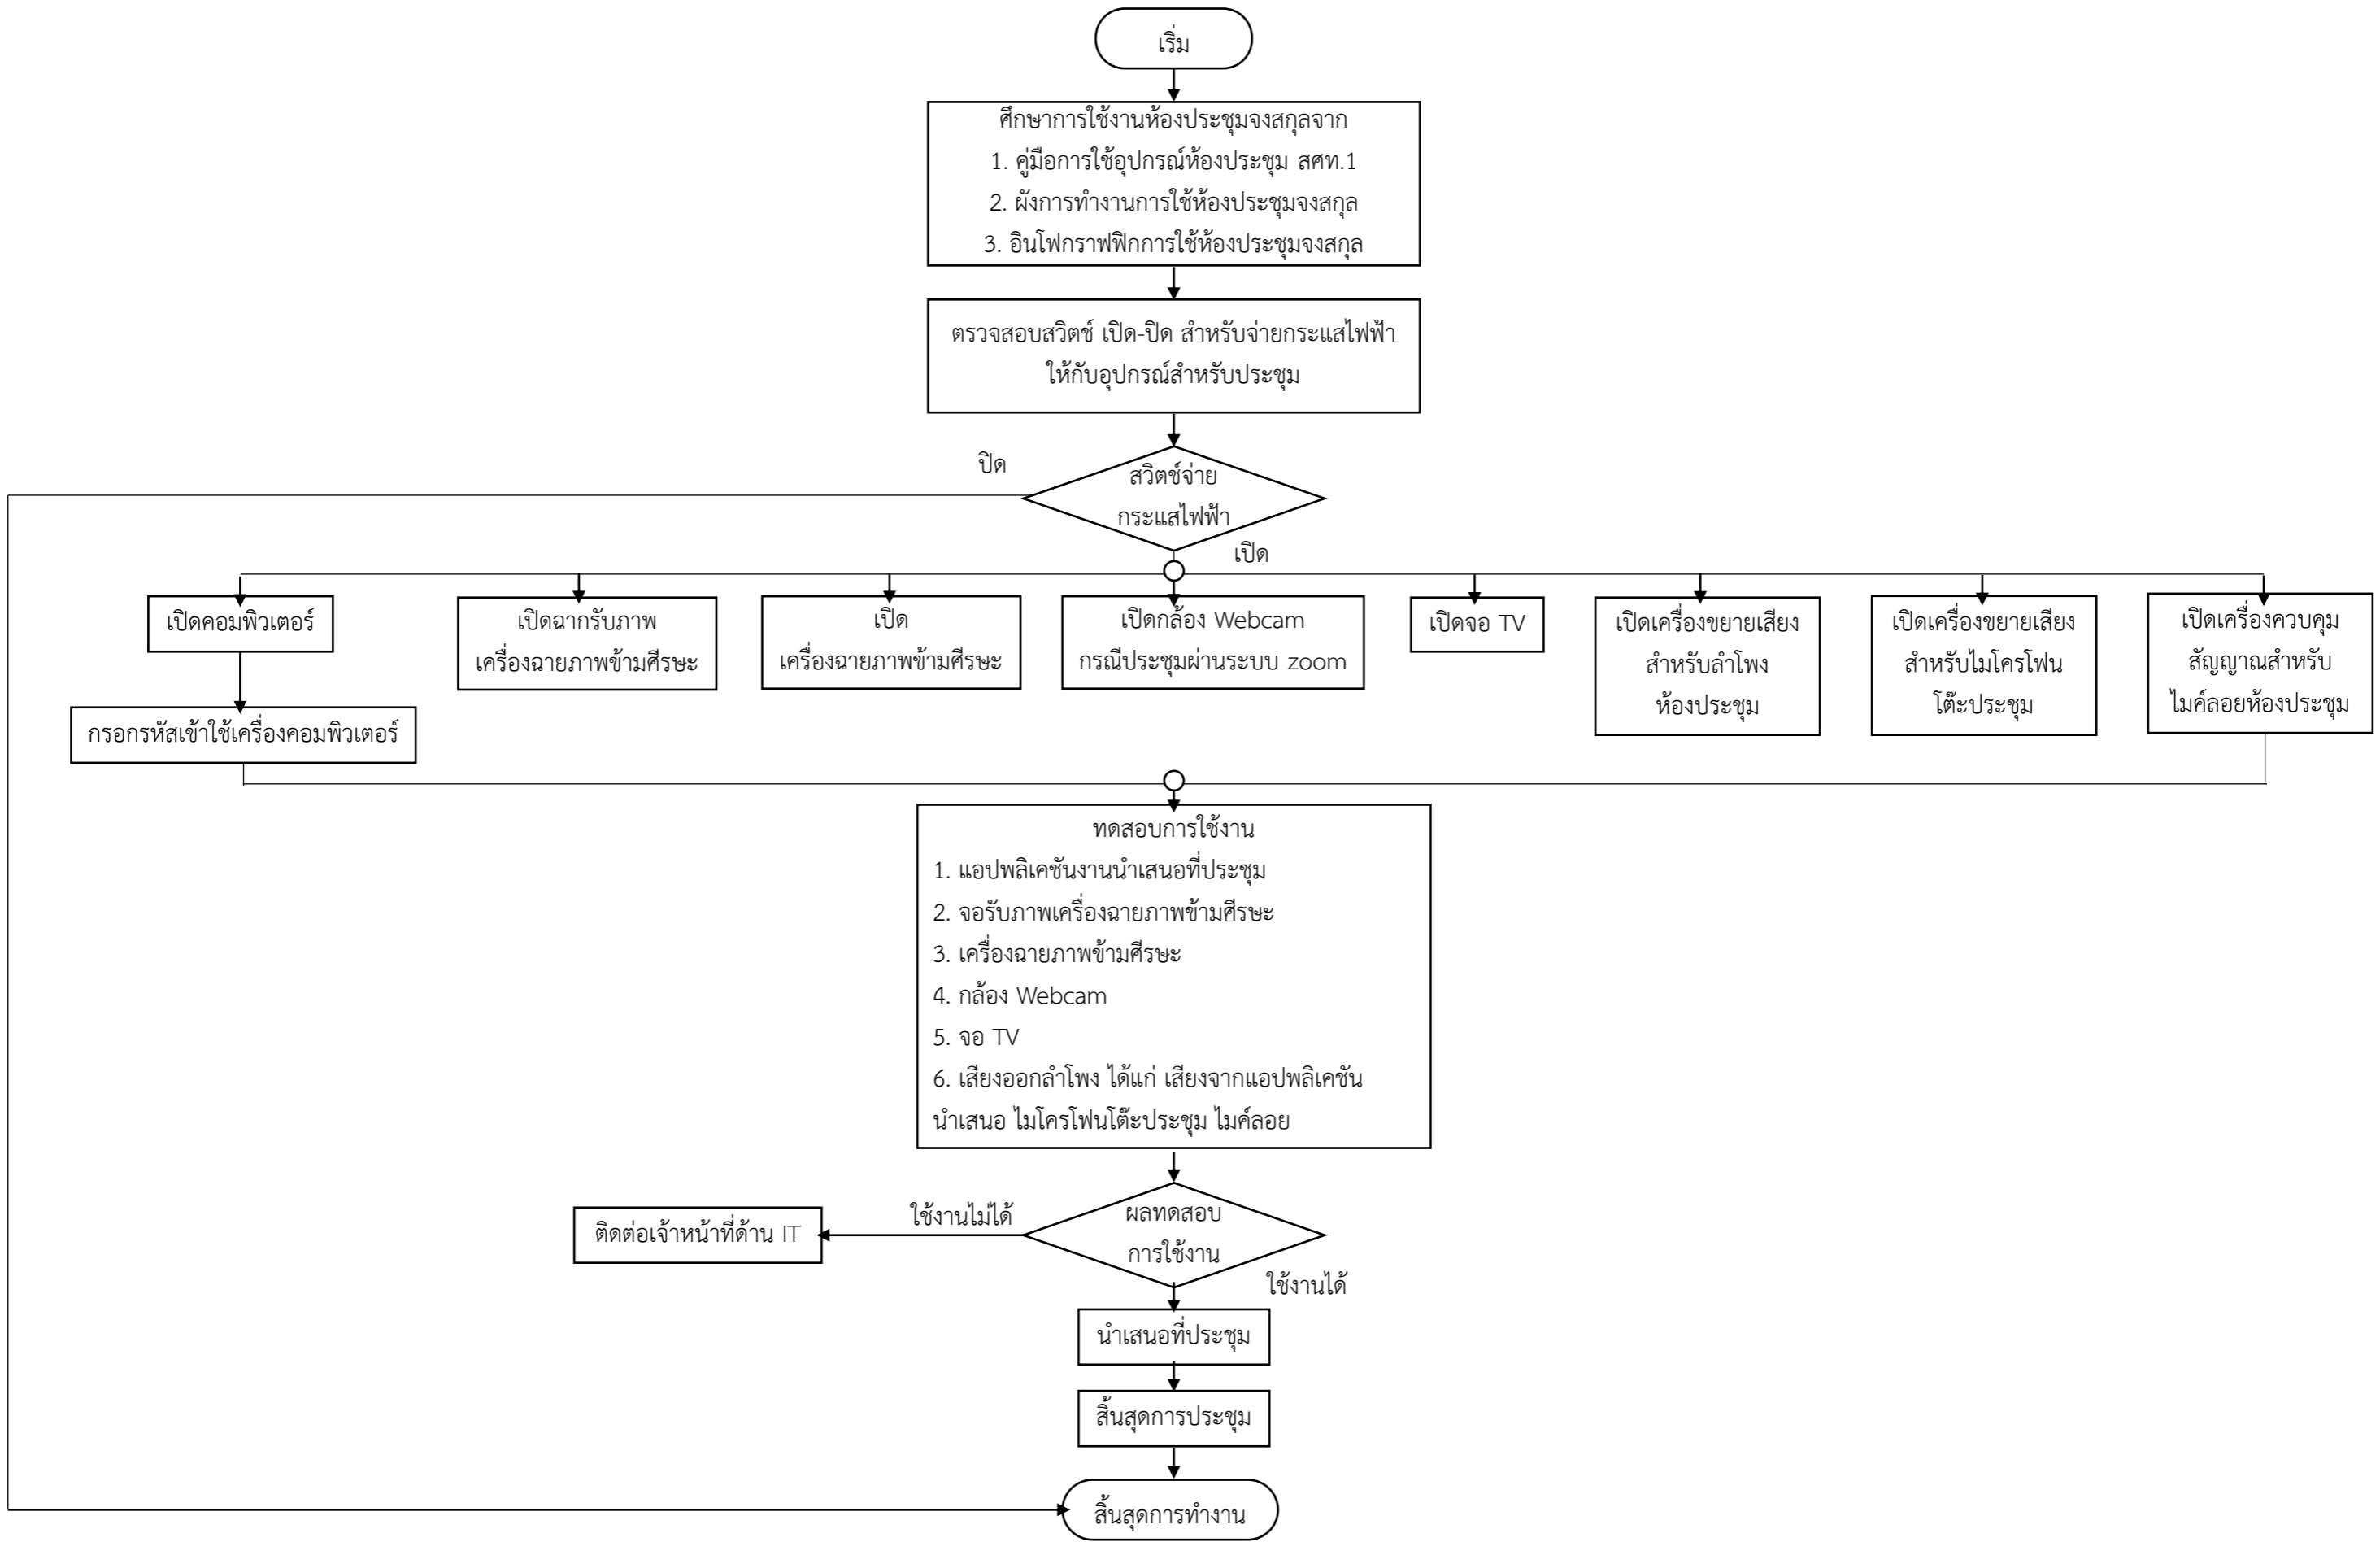 เริ่ม
ศึกษาการใช้งานห้องประชุมจงสกุลจาก
1. คู่มือการใช้อุปกรณ์ห้องประชุม สศท.1
2. ผังการทำงานการใช้ห้องประชุมจงสกุล
3. อินโฟกราฟฟิกการใช้ห้องประชุมจงสกุล
ตรวจสอบสวิตช์ เปิด-ปิด สำหรับจ่ายกระแสไฟฟ้า
ให้กับอุปกรณ์สำหรับประชุม
ปิด
สวิตช์จ่าย
กระแสไฟฟ้า
เปิด
เปิดคอมพิวเตอร์
กรอกรหัสเข้าใช้เครื่องคอมพิวเตอร์
เปิดฉากรับภาพ
เครื่องฉายภาพข้ามศีรษะ
เปิด
เครื่องฉายภาพข้ามศีรษะ
เปิดกล้อง Webcam
กรณีประชุมผ่านระบบ zoom
เปิดจอ TV
เปิดเครื่องขยายเสียง
สำหรับลำโพง
ห้องประชุม
เปิดเครื่องขยายเสียง
สำหรับไมโครโฟน
โต๊ะประชุม
เปิดเครื่องควบคุม
สัญญาณสำหรับ
ไมค์ลอยห้องประชุม
ทดสอบการใช้งาน
1. แอปพลิเคชันงานนำเสนอที่ประชุม
2. จอรับภาพเครื่องฉายภาพข้ามศีรษะ
3. เครื่องฉายภาพข้ามศีรษะ
4. กล้อง Webcam
5. จอ TV
6. เสียงออกลำโพง ได้แก่ เสียงจากแอปพลิเคชัน
นำเสนอ ไมโครโฟนโต๊ะประชุม ไมค์ลอย
ใช้งานไม่ได้
ติดต่อเจ้าหน้าที่ด้าน IT
ผลทดสอบ
การใช้งาน
ใช้งานได้
นำเสนอที่ประชุม
สิ้นสุดการประชุม
สิ้นสุดการทำงาน